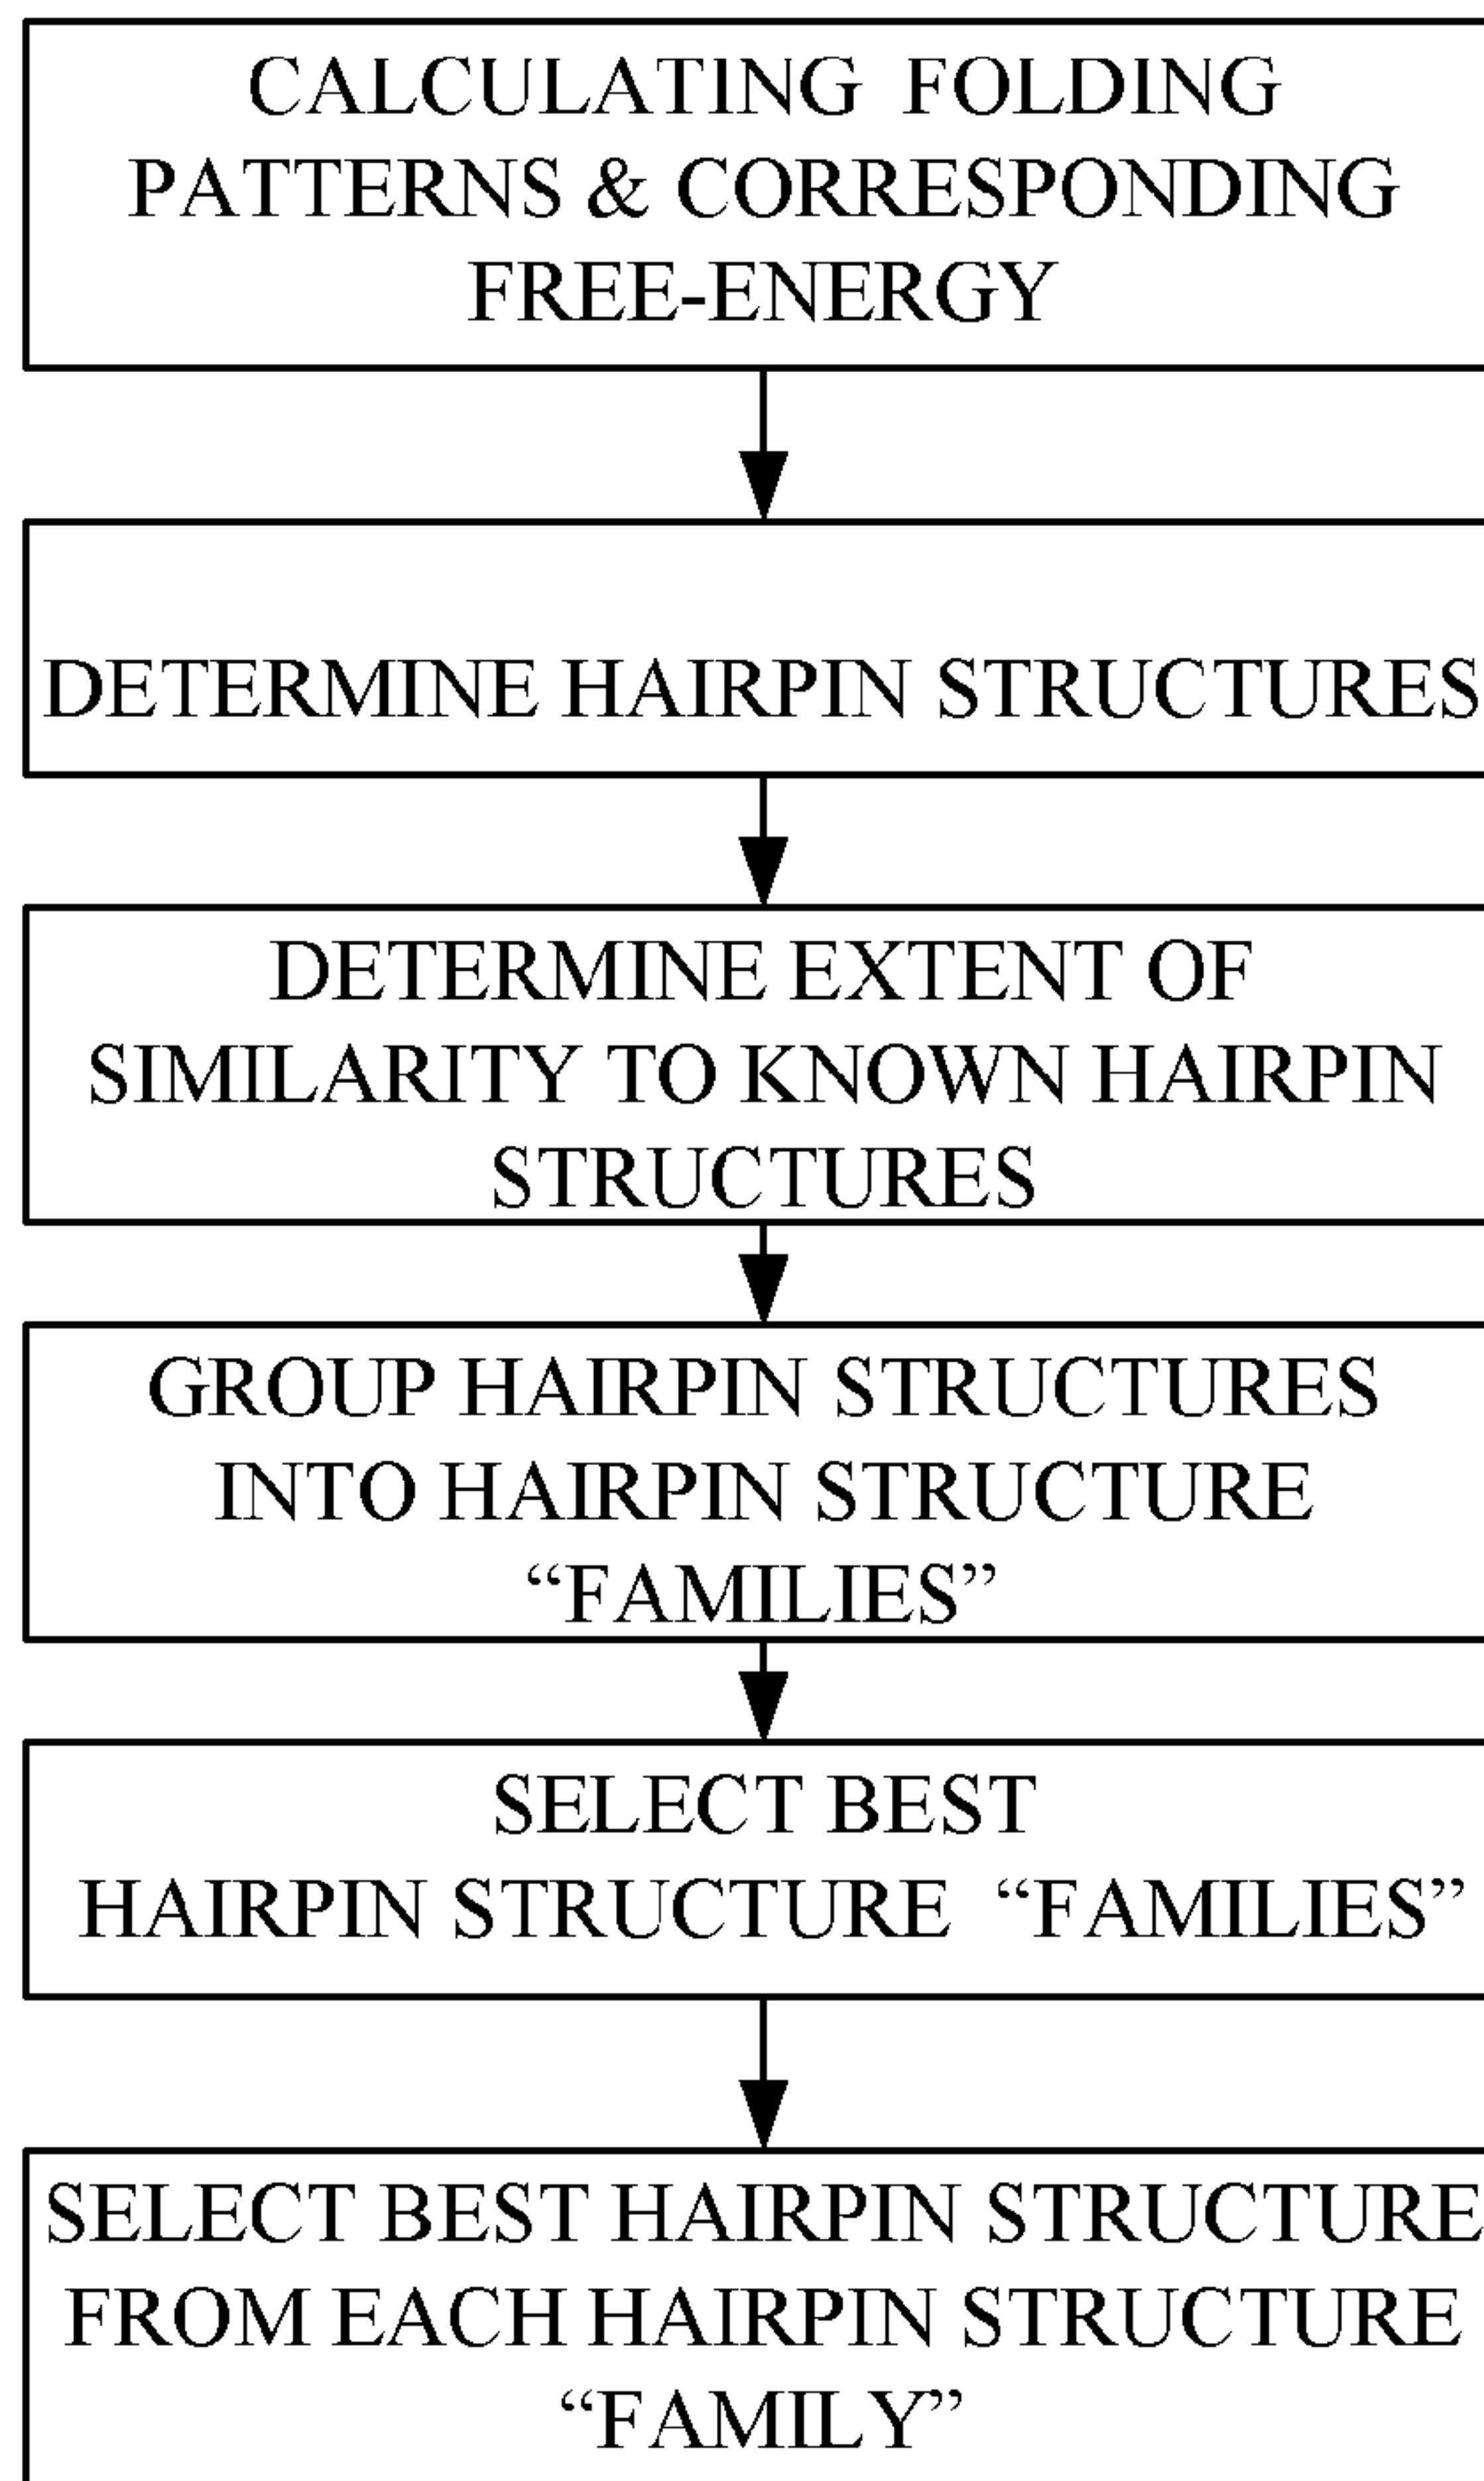 CALCULATING FOLDING
PATTERNS & CORRESPONDING
FREE-ENERGY
DETERMINE HAIRPIN STRUCTURES
DETERMINE EXTENT OF
SIMILARITY TO KNOWN HAIRPIN
STRUCTURES
GROUP HAIRPIN STRUCTURES
INTO HAIRPIN STRUCTURE
“FAMILIES”
SELECT BEST
HAIRPIN STRUCTURE “FAMILIES”
SELECT BEST HAIRPIN STRUCTURE
FROM EACH HAIRPIN STRUCTURE
“FAMILY”